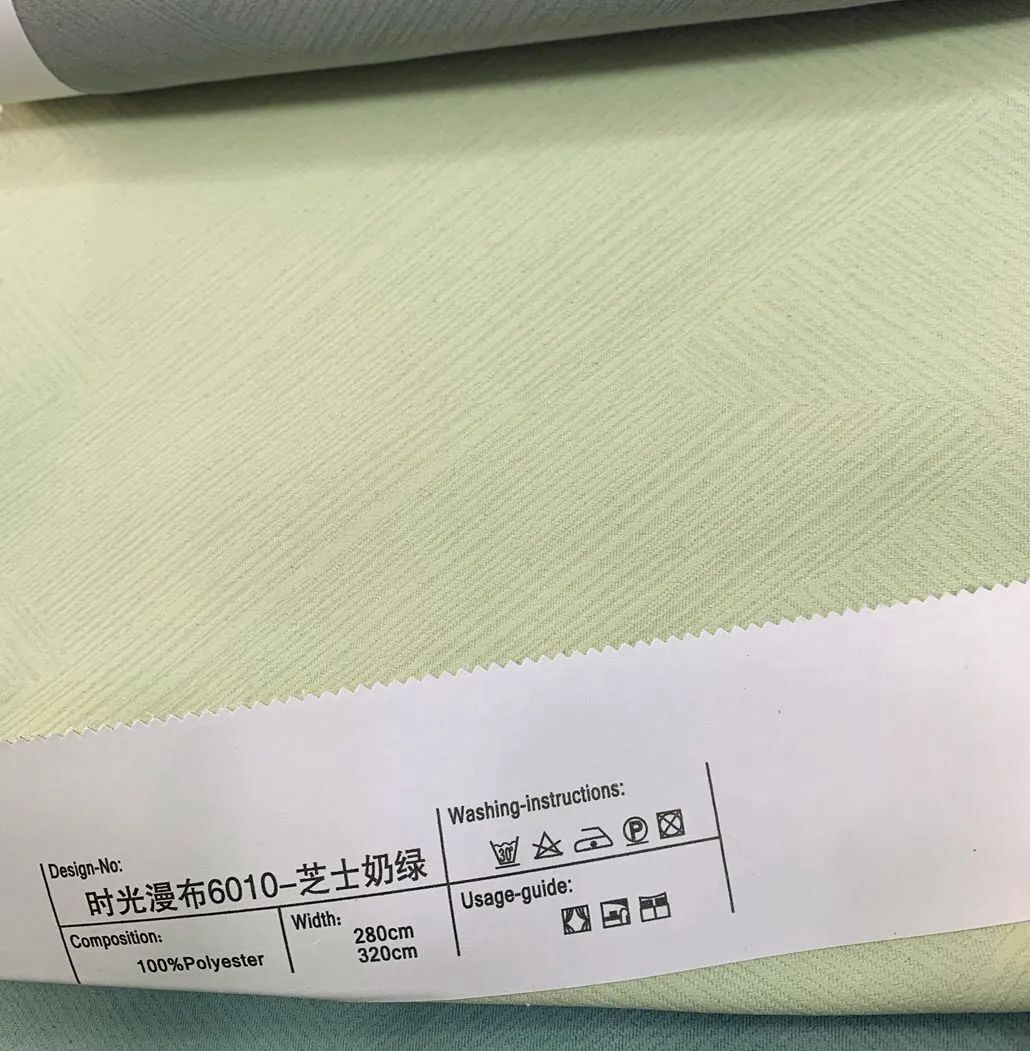 Design-No:
时光漫布6010-芝士奶绿
Composition:
100%Polyester
Width:
280cm
320cm
Washing-instructions:
30°
P
Usage-guide: